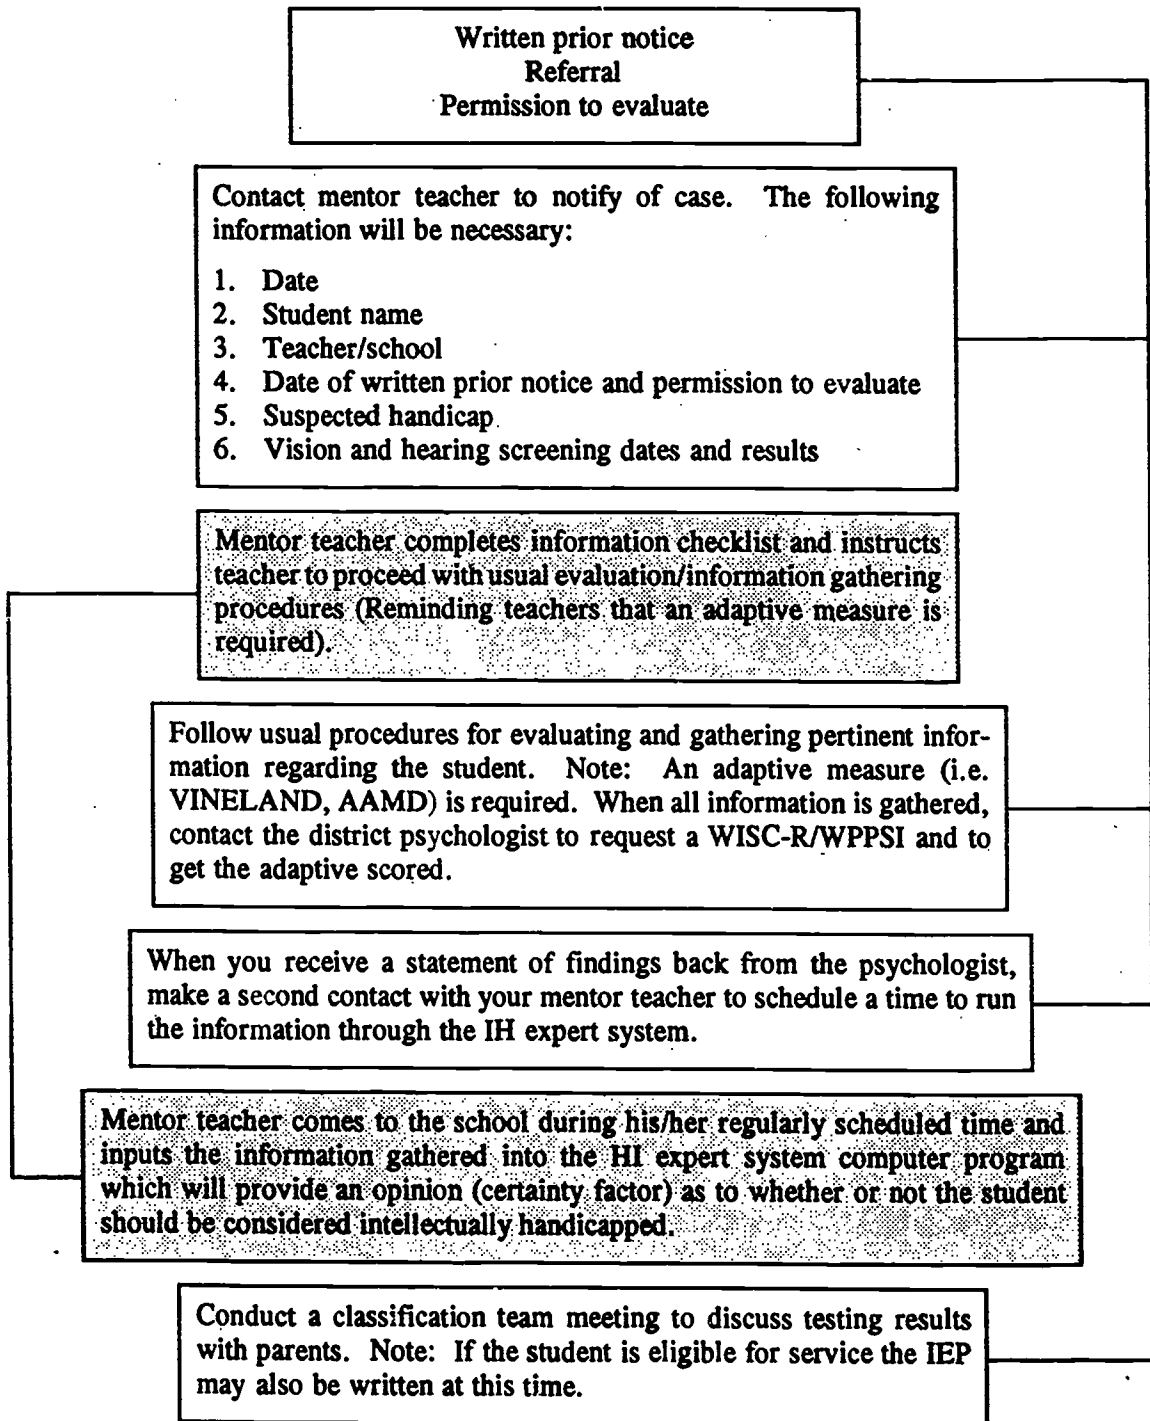 Written prior notice
Referral
Permission to evaluate
Contact mentor teacher to notify of case. The following
information will be necessary:
1. Date
2. Student name
3. Teacher/school
4. Date of written prior notice and permission to evaluate
5. Suspected handicap
6. Vision and hearing screening dates and results
Mentor teacher completes information checklist and instructs
teacher to proceed with usual evaluation/information gathering
procedures (Reminding teachers that an adaptive measure is
required).
Follow usual procedures for evaluating and gathering pertinent infor-
mation regarding the student. Note: An adaptive measure (i.e.
VINELAND, AAMD) is required. When all information is gathered,
contact the district psychologist to request a WISC-R/WPPSI and to
get the adaptive scored.
When you receive a statement of findings back from the psychologist,
make a second contact with your mentor teacher to schedule a time to run
the information through the IH expert system.
Mentor teacher comes to the school during his/her regularly scheduled time and
inputs the information gathered into the HI expert system computer program
which will provide an opinion (certainty factor) as to whether or not the student
should be considered intellectually handicapped.
Conduct a classification team meeting to discuss testing results
with parents. Note: If the student is eligible for service the IEP
may also be written at this time.